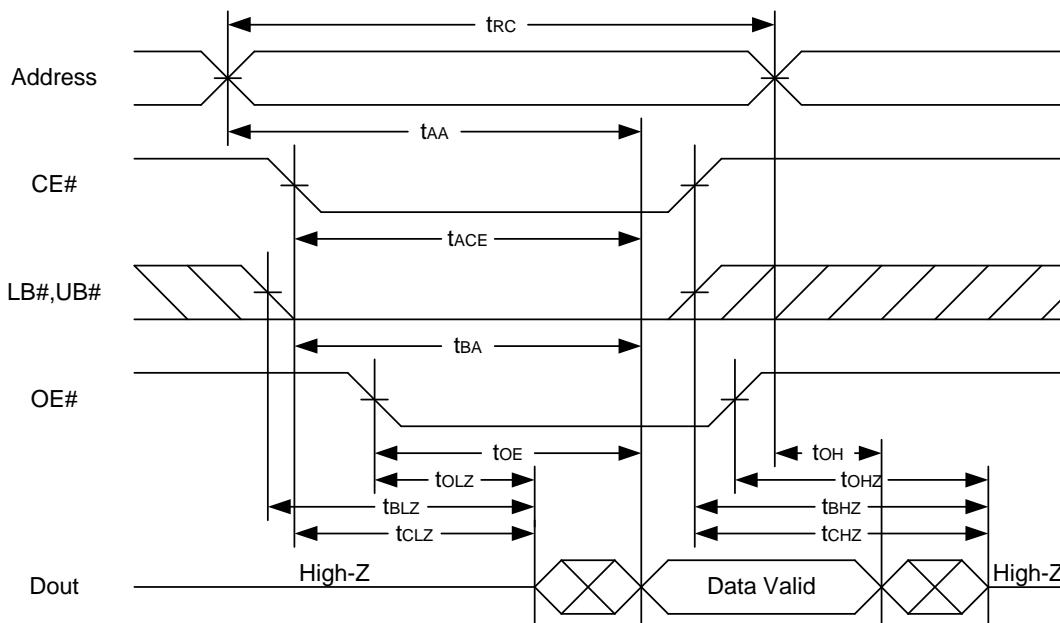 tRC
Address
tAA
CE#
tACE
LB#,UB#
tBA
OE#
tOE
tOH
tOLZ
tOHZ
tBLZ
tBHZ
tCLZ
tCHZ
Dout
High-Z
Data Valid
High-Z